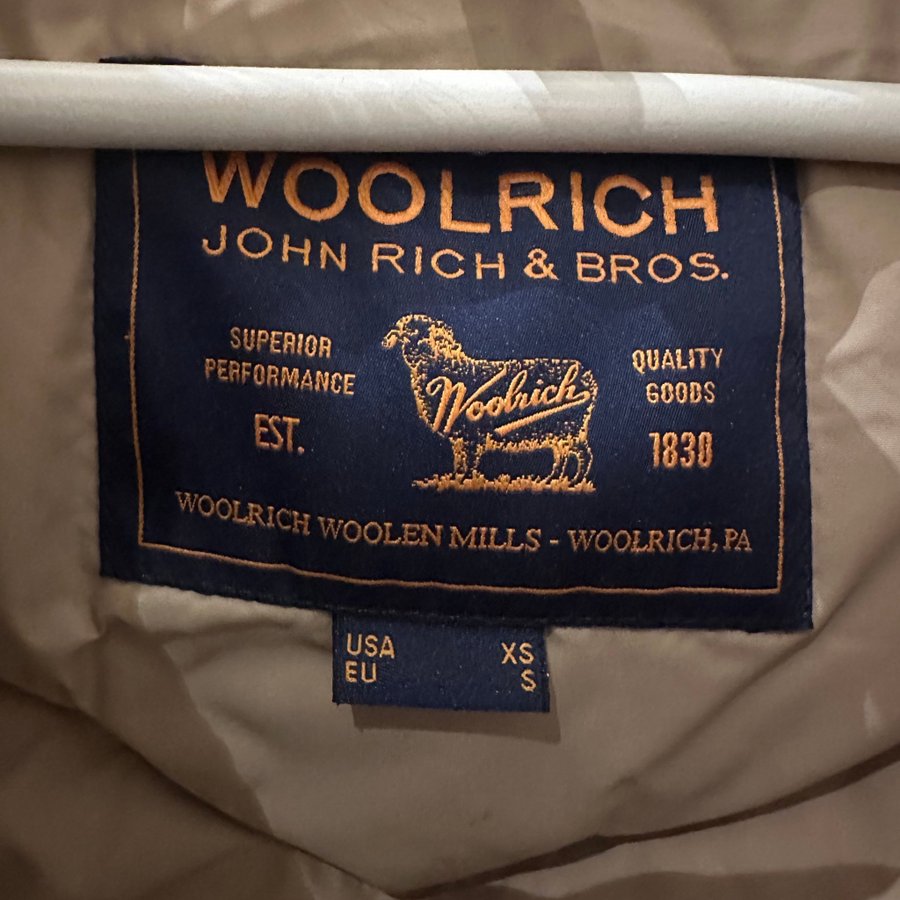 WOOLRICH
JOHN RICH & BROS.
SUPERIOR
PERFORMANCE
EST.
Woolrich
QUALITY
GOODS
1830
WOOLRICH WOOLEN MILLS - WOOLRICH, PA
USA XS
EU S